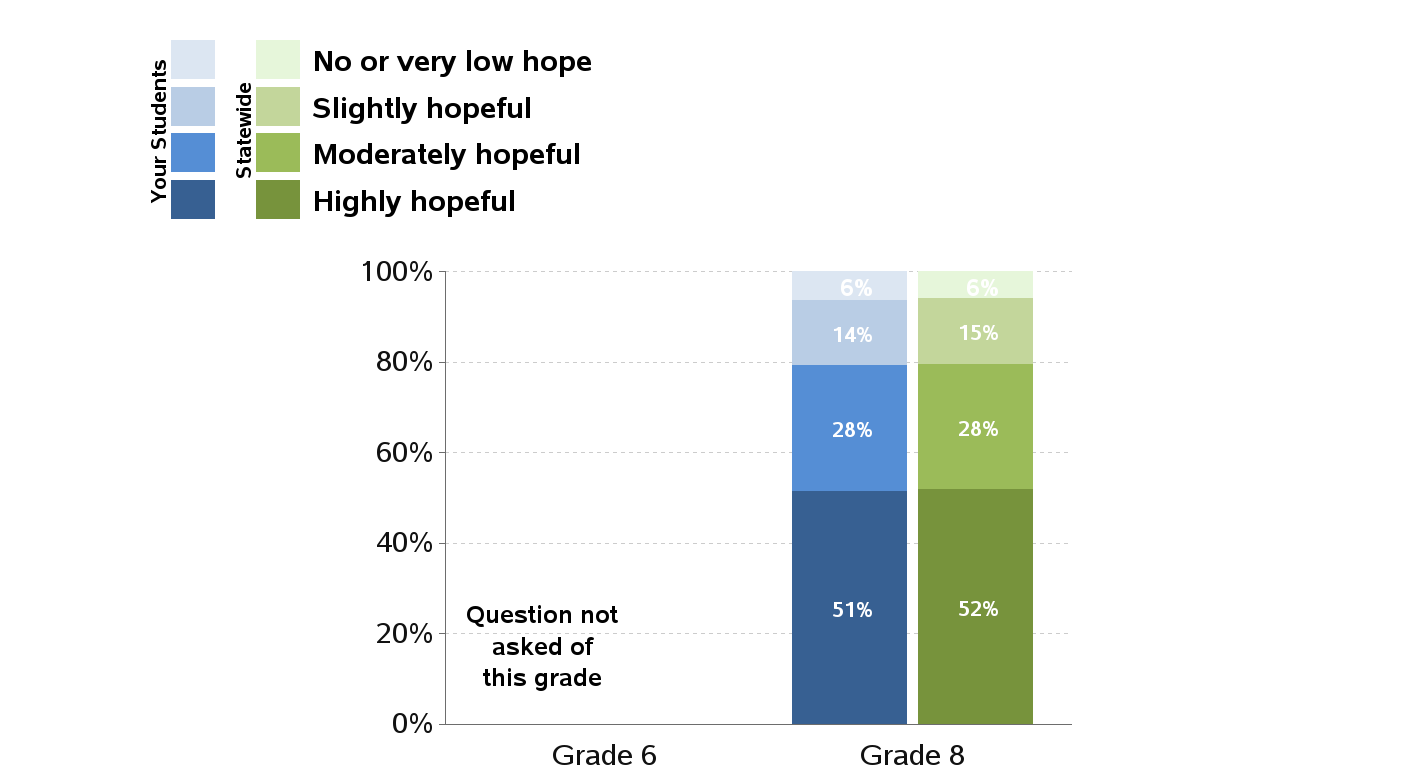 Your Students
Statewide
No or very low hope
Slightly hopeful
Moderately hopeful
Highly hopeful
100%
80%
60%
40%
20%
0%
6%
6%
14%
15%
28%
28%
51%
52%
Question not
asked of
this grade
Grade 6
Grade 8